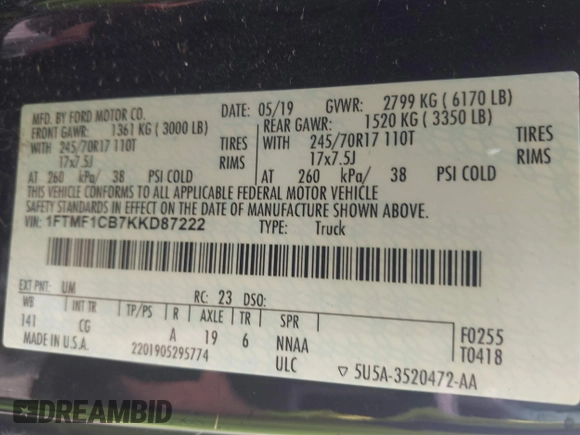 MFD. BY FORD MOTOR CO. DATE: 05/19 GVWR: 2799 KG ( 6170 LB)
FRONT GAWR: 1361 KG ( 3000 LB) REAR GAWR: 1520 KG ( 3350 LB)
WITH 245/70R17 110T TIRES WITH 245/70R17 110T TIRES
17x7.5J RIMS 17x7.5J RIMS
AT 260 kPa/ 38 PSI COLD AT 260 kPa/ 38 PSI COLD
THIS VEHICLE CONFORMS TO ALL APPLICABLE FEDERAL MOTOR VEHICLE
SAFETY STANDARDS IN EFFECT ON THE DATE OF MANUFACTURE SHOWN ABOVE.
VIN: 1FTMF1CB7KKD87222 TYPE: Truck
EXT PNT: UM RC: 23 DSO:
WB INT TR TP/PS R AXLE TR SPR
141 CG A 19 6 NNAA F0255
MADE IN U.S.A. 2201905295774 ULC T0418
▽ 5U5A-3520472-AA
DREAMBID